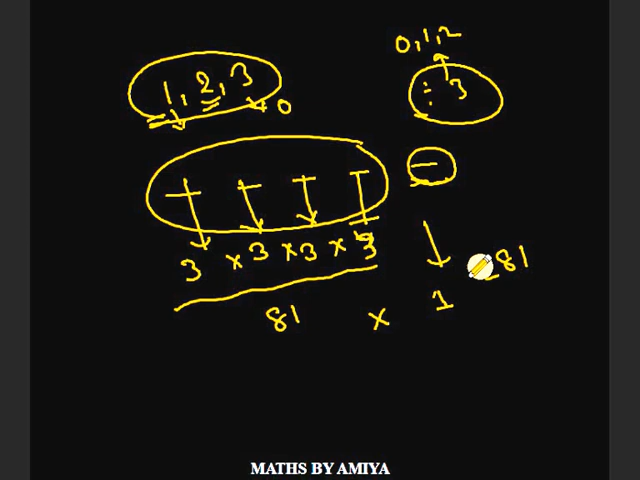 0,1,2
1, 2, 3
0
÷ 3
3 × 3 × 3 × 3
81 × 1
81
MATHS BY AMIYA